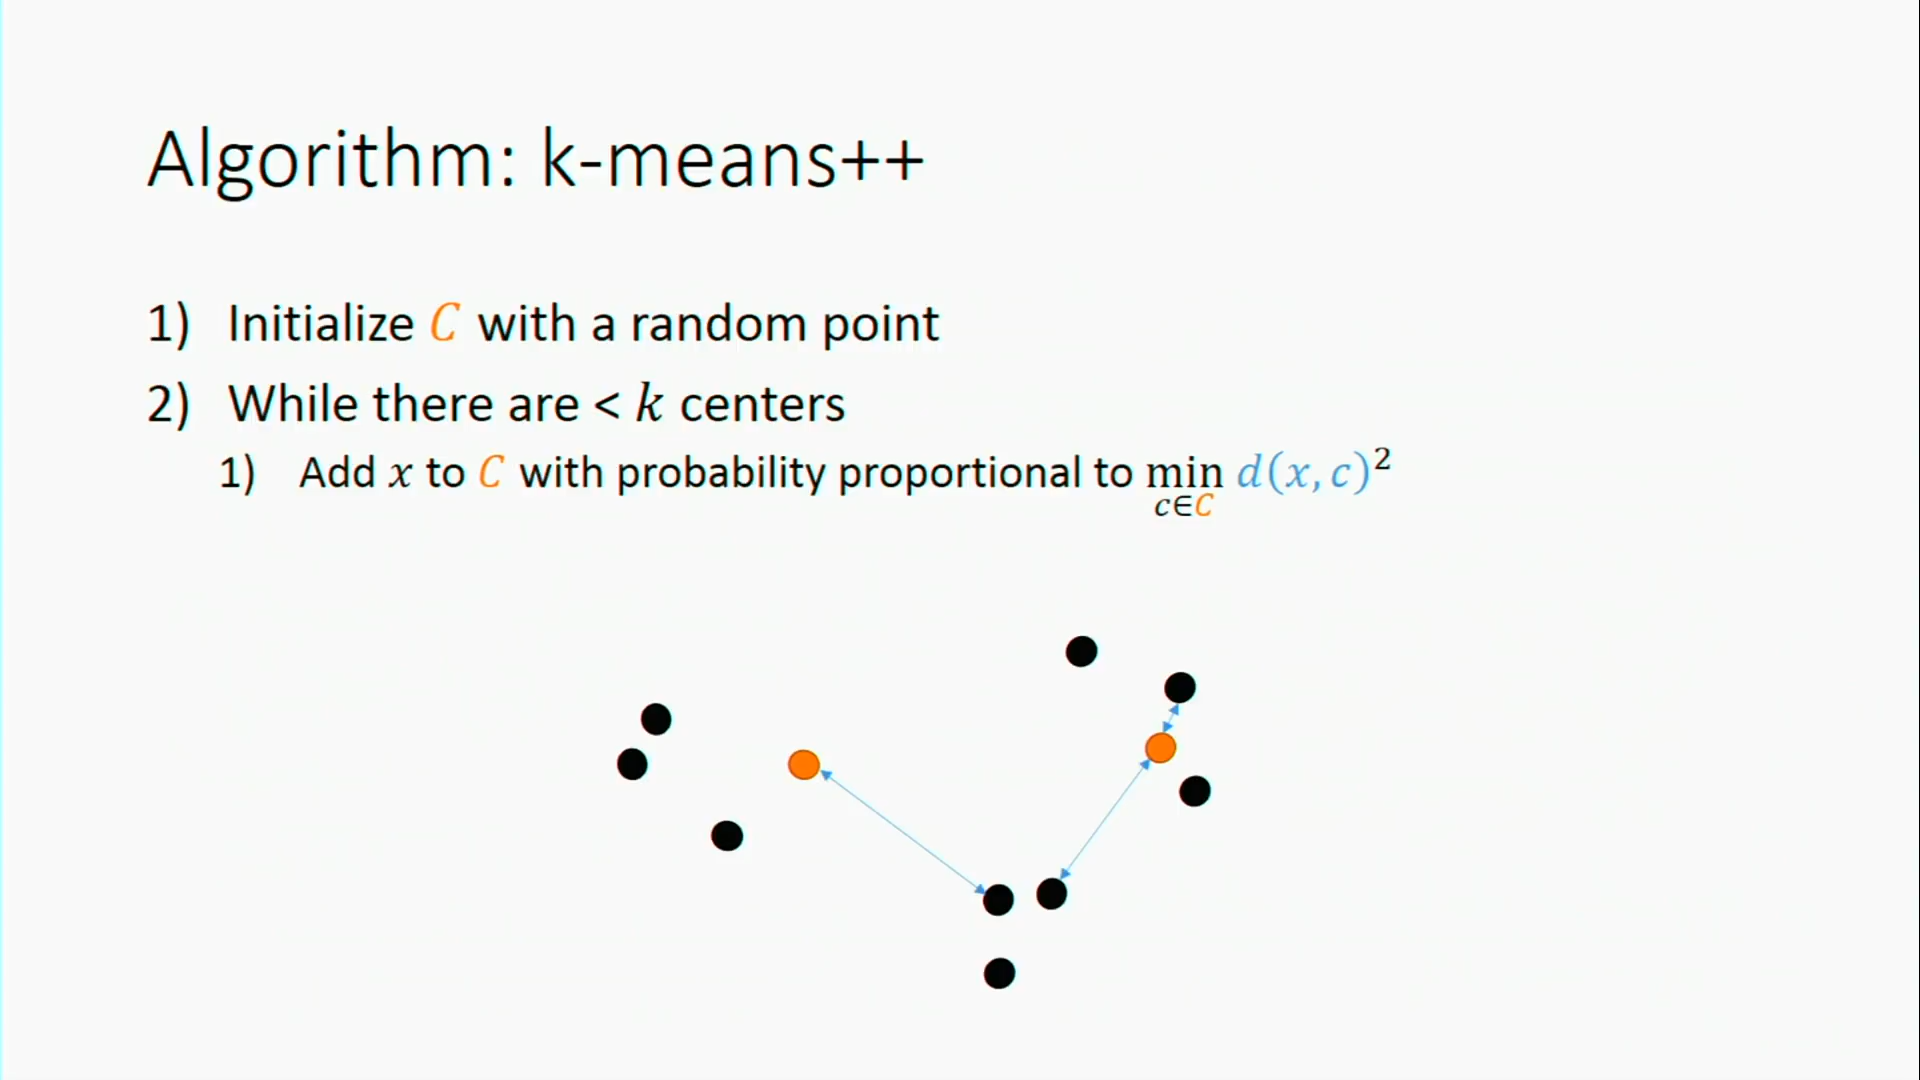 Algorithm: k-means++
1) Initialize C with a random point
2) While there are < k centers
1) Add x to C with probability proportional to min d(x, c)²
c∈C